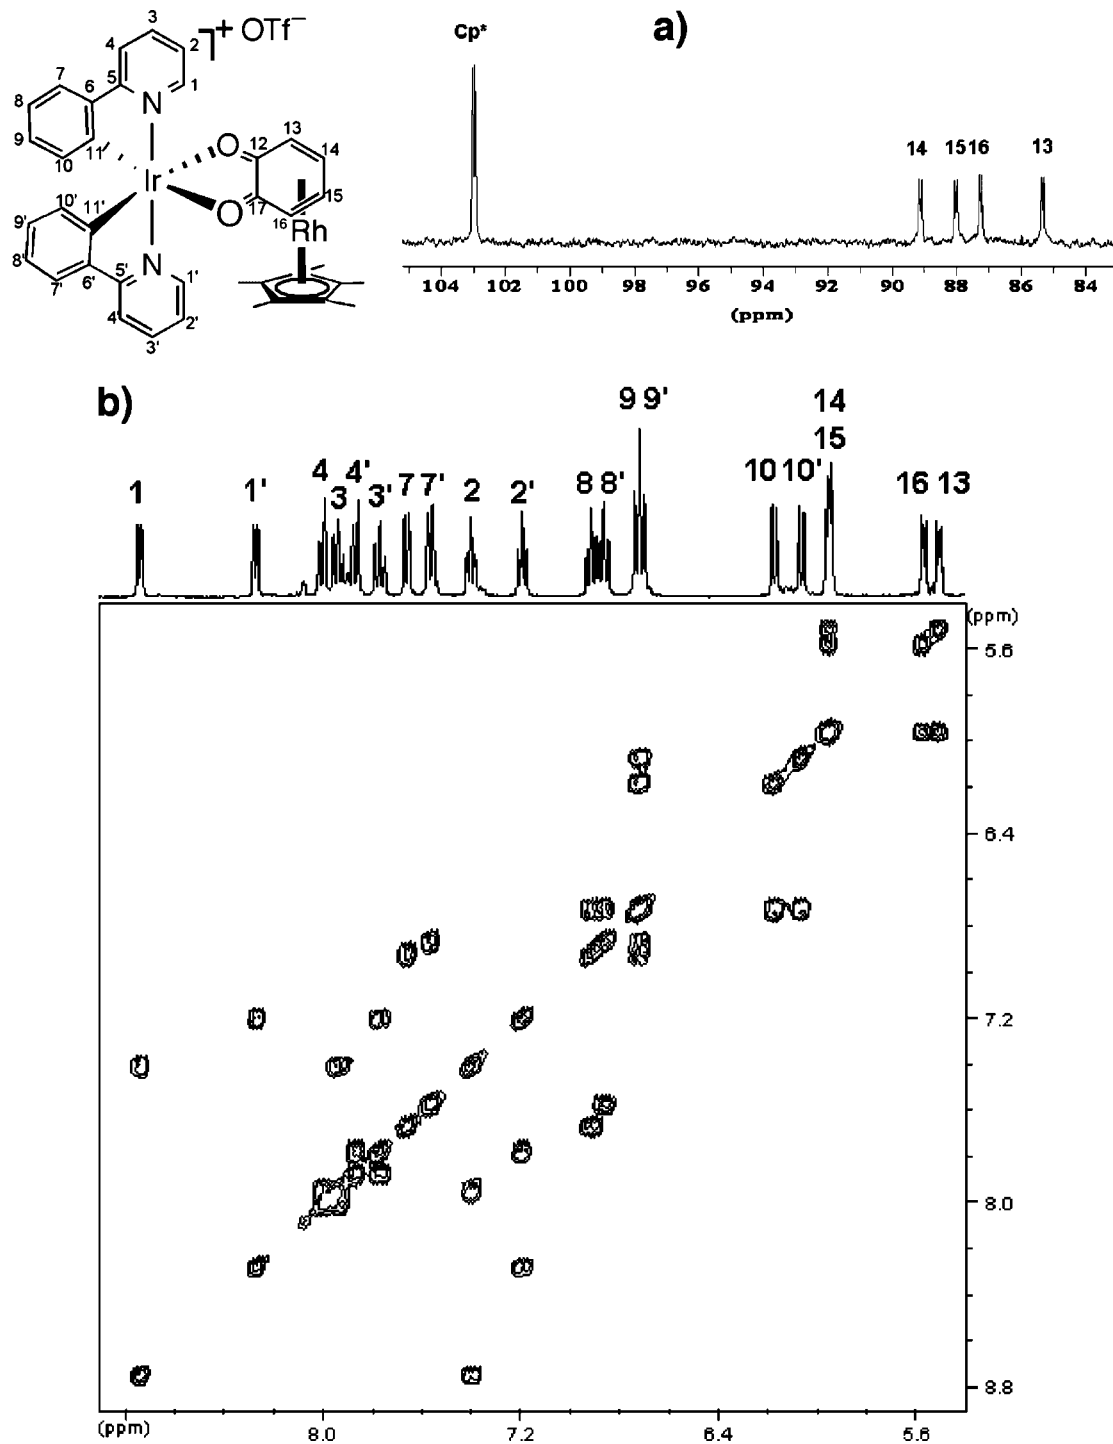 a)
3
4
2
5
1
7
6
8
9
10
11
N
Ir
]+ OTf−
O
O
12
13
14
15
16
17
Rh
10'
11'
9'
8'
7'
6'
5'
N
1'
2'
3'
4'
Cp*
14 15 16 13
104 102 100 98 96 94 92 90 88 86 84
(ppm)
b)
1 1' 4 3 4' 3' 7 7' 2 2' 8 8' 9 9' 10 10' 14 15 16 13
(ppm)
5.6
6.4
7.2
8.0
8.8
(ppm) 8.0 7.2 6.4 5.6